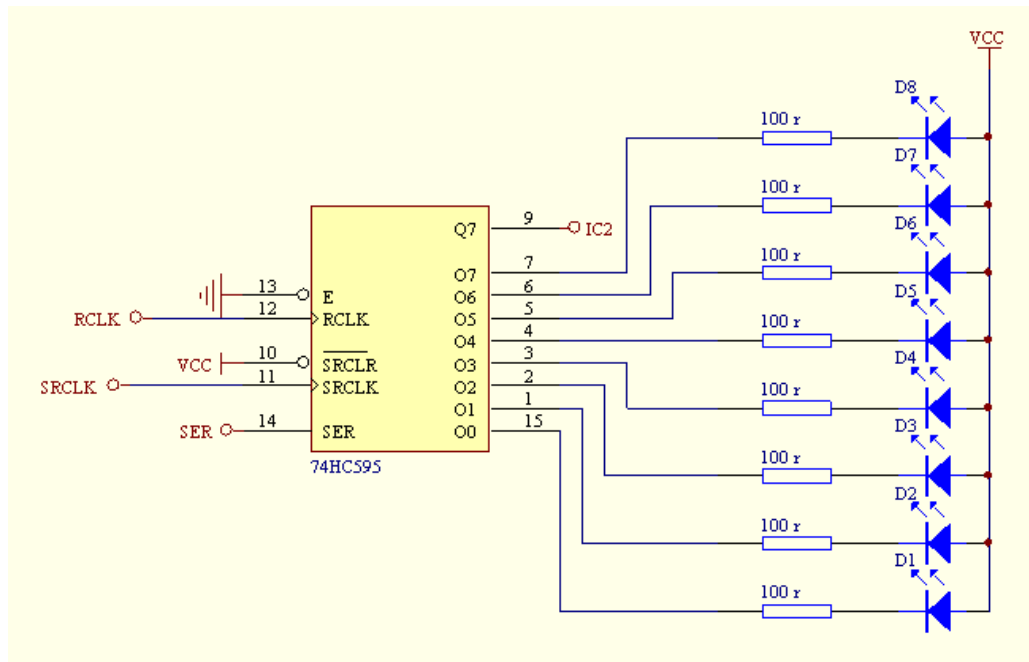 VCC
D8
100 r
D7
100 r
D6
100 r
D5
100 r
D4
100 r
D3
100 r
D2
100 r
D1
100 r
Q7 9 IC2
O7 7
13 E O6 6
RCLK 12 RCLK O5 5
O4 4
VCC 10 SRCLR O3 3
SRCLK 11 SRCLK O2 2
O1 1
SER 14 SER O0 15
74HC595